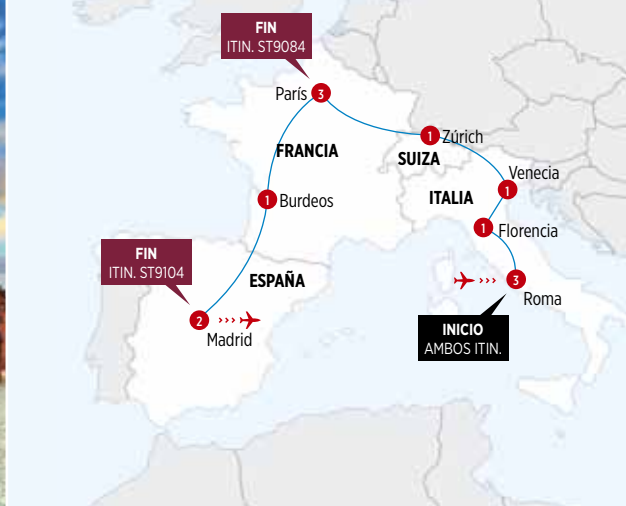 FIN
ITIN. ST9084
París 3
1 Zúrich
FRANCIA
SUIZA
Venecia
1
ITALIA
1 Burdeos
1
Florencia
FIN
ITIN. ST9104
ESPAÑA
3
Roma
2
Madrid
INICIO
AMBOS ITIN.